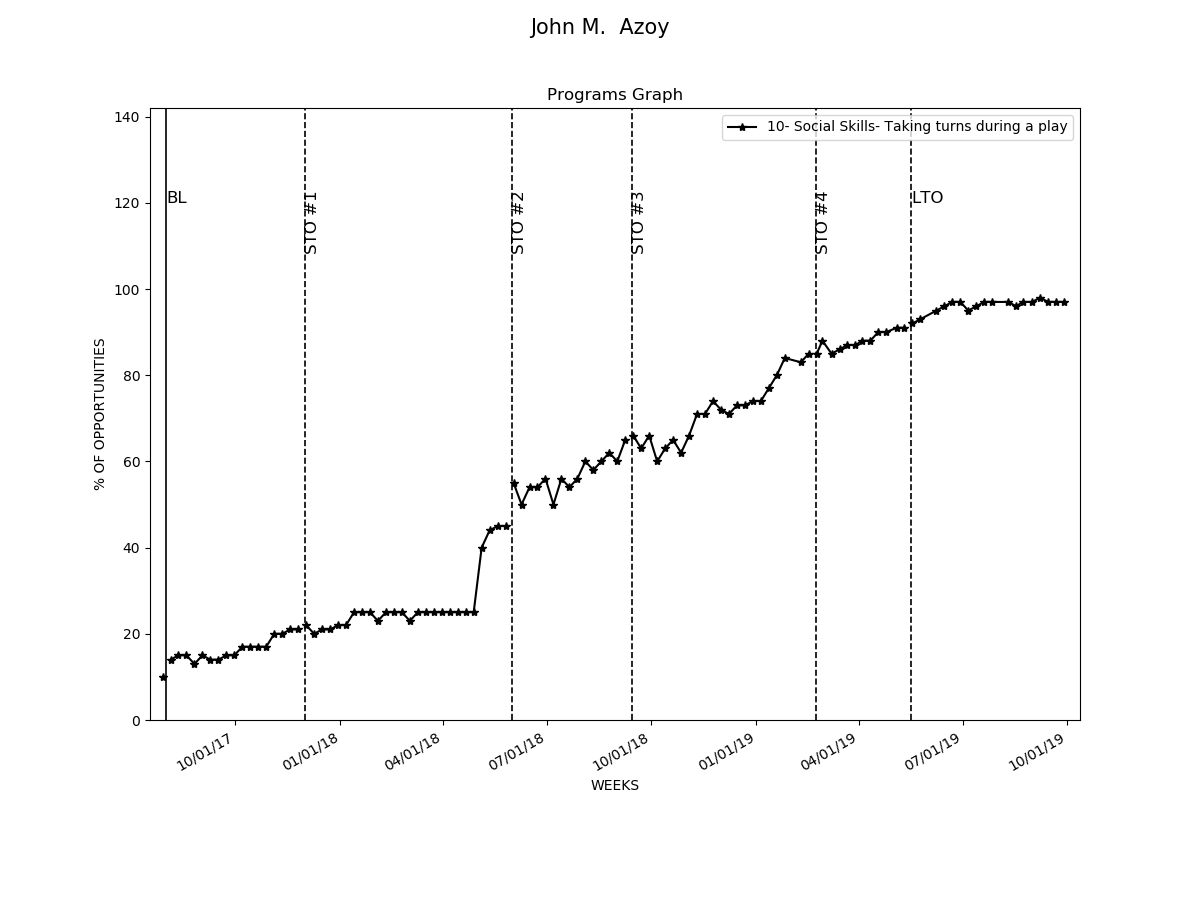 John M.  Azoy
Programs Graph
10- Social Skills- Taking turns during a play
140
120
100
80
60
40
20
0
% OF OPPORTUNITIES
BL
STO #1
STO #2
STO #3
STO #4
LTO
10/01/17
01/01/18
04/01/18
07/01/18
10/01/18
01/01/19
04/01/19
07/01/19
10/01/19
WEEKS